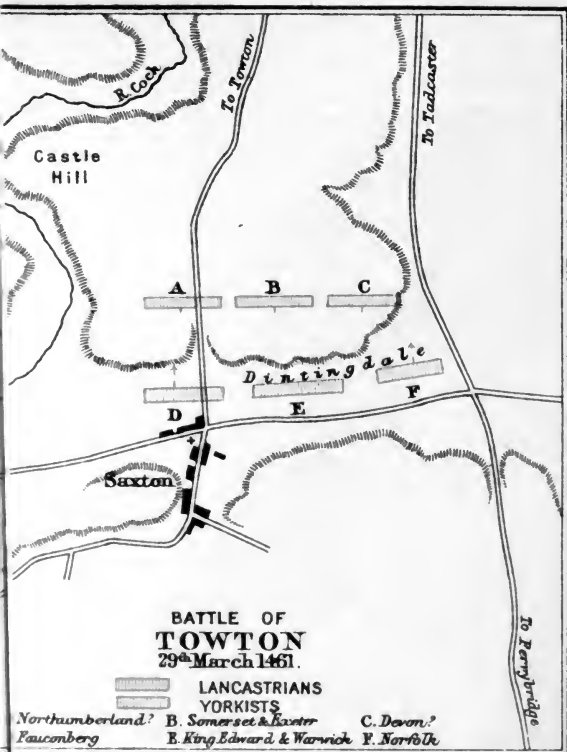 R. Cock
To Towton
To Tadcaster
Castle
Hill
A
B
C
Dintingdale
D
E
F
Saxton
To Ferrybridge
BATTLE OF
TOWTON
29th March 1461.
LANCASTRIANS
YORKISTS
Northumberland? B. Somerset & Exeter C. Devon?
Fauconberg E. King Edward & Warwick F. Norfolk